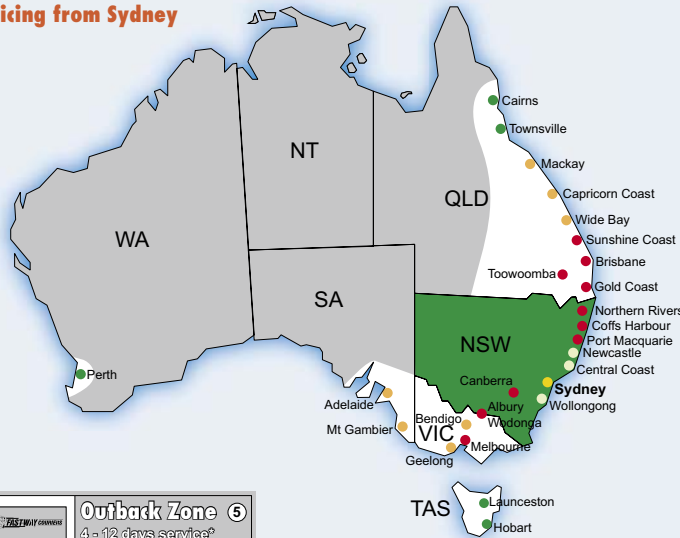 icing from Sydney
Cairns
Townsville
NT
Mackay
QLD
Capricorn Coast
Wide Bay
WA
Sunshine Coast
Brisbane
Toowoomba
Gold Coast
SA
Northern Rivers
Coffs Harbour
NSW
Port Macquarie
Newcastle
Central Coast
Perth
Canberra
Sydney
Adelaide
Albury
Wollongong
Bendigo
Wodonga
Mt Gambier
VIC
Melbourne
Geelong
TAS
Launceston
Hobart
FASTWAY COURIERS
Outback Zone 5
4 - 12 days service*